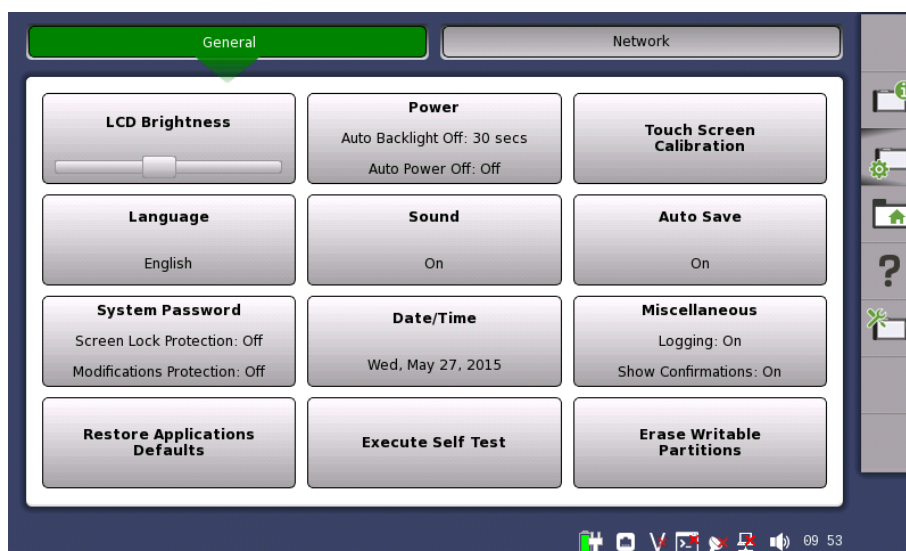 General
Network
LCD Brightness
Power
Auto Backlight Off: 30 secs
Auto Power Off: Off
Touch Screen
Calibration
Language
English
Sound
On
Auto Save
On
System Password
Screen Lock Protection: Off
Modifications Protection: Off
Date/Time
Wed, May 27, 2015
Miscellaneous
Logging: On
Show Confirmations: On
Restore Applications
Defaults
Execute Self Test
Erase Writable
Partitions
09 53